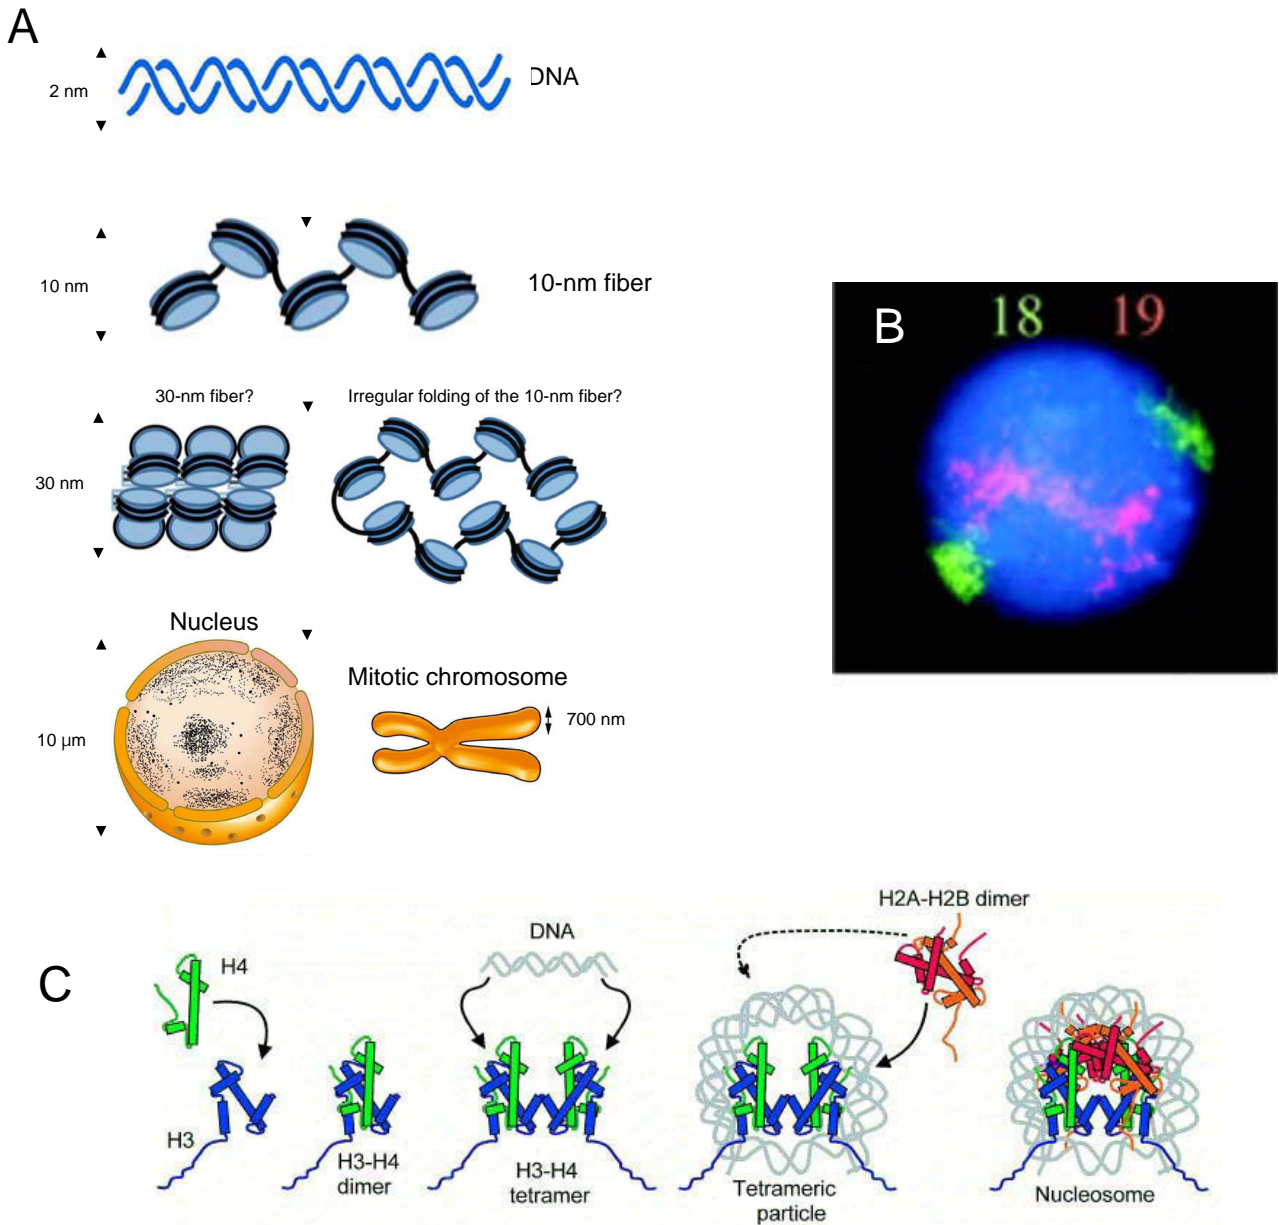 A
2 nm
DNA
10 nm
10-nm fiber
30-nm fiber?
Irregular folding of the 10-nm fiber?
30 nm
Nucleus
Mitotic chromosome
700 nm
10 µm
B
18
19
C
H4
H3
H3-H4
dimer
DNA
H3-H4
tetramer
H2A-H2B dimer
Tetrameric
particle
Nucleosome